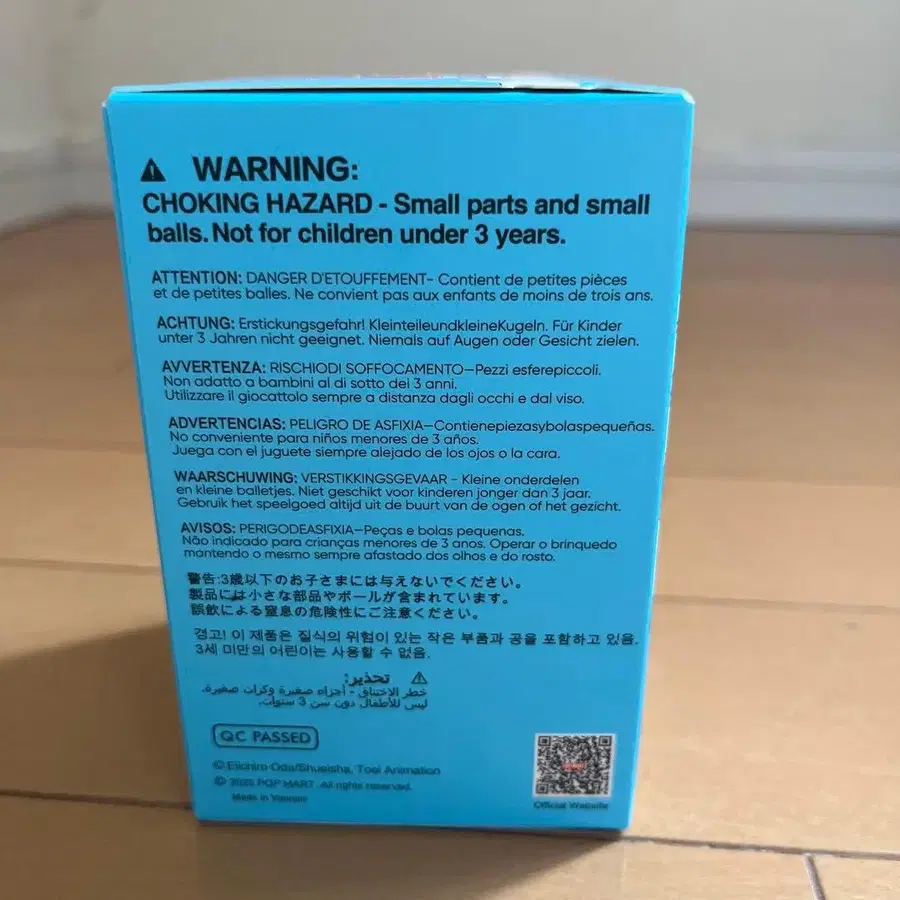 WARNING:
CHOKING HAZARD - Small parts and small
balls. Not for children under 3 years.
ATTENTION: DANGER D'ETOUFFEMENT- Contient de petites pièces
et de petites balles. Ne convient pas aux enfants de moins de trois ans.
ACHTUNG: Erstickungsgefahr! KleinteileundkleineKugeln. Für Kinder
unter 3 Jahren nicht geeignet. Niemals auf Augen oder Gesicht zielen.
AVVERTENZA: RISCHIODI SOFFOCAMENTO—Pezzi esferepiccoli.
Non adatto a bambini al di sotto dei 3 anni.
Utilizzare il giocattolo sempre a distanza dagli occhi e dal viso.
ADVERTENCIAS: PELIGRO DE ASFIXIA—Contienepiezasybolaspequeñas.
No conveniente para niños menores de 3 años.
Juega con el juguete siempre alejado de los ojos o la cara.
WAARSCHUWING: VERSTIKKINGSGEVAAR - Kleine onderdelen
en kleine balletjes. Niet geschikt voor kinderen jonger dan 3 jaar.
Gebruik het speelgoed altijd uit de buurt van de ogen of het gezicht.
AVISOS: PERIGODEASFIXIA—Peças e bolas pequenas.
Não indicado para crianças menores de 3 anos. Operar o brinquedo
mantendo o mesmo sempre afastado dos olhos e do rosto.
警告:3歳以下のお子さまには与えないでください。
製品には小さな部品やボールが含まれています。
誤飲による窒息の危険性にご注意ください。
경고! 이 제품은 질식의 위험이 있는 작은 부품과 공을 포함하고 있음.
3세 미만의 어린이는 사용할 수 없음.
تحذير:
خطر الاختناق - أجزاء صغيرة وكرات صغيرة.
ليس للأطفال دون سن 3 سنوات.
QC PASSED
© Eiichiro Oda/Shueisha, Toei Animation
© 2025 POP MART. All rights reserved.
Made in Vietnam
Official Website